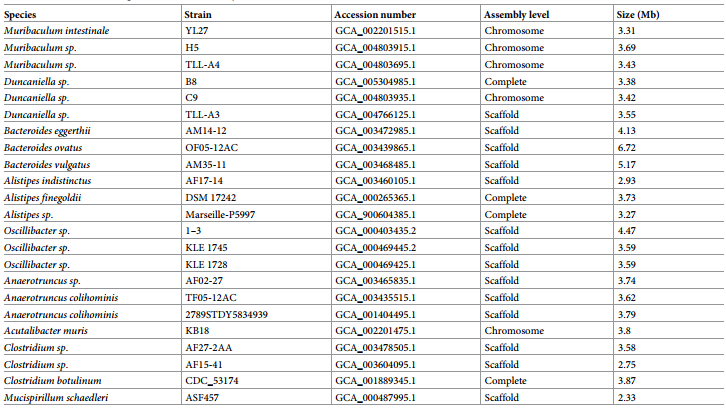 Species Strain Accession number Assembly level Size (Mb)
Muribaculum intestinale YL27 GCA_002201515.1 Chromosome 3.31
Muribaculum sp. H5 GCA_004803915.1 Chromosome 3.69
Muribaculum sp. TLL-A4 GCA_004803695.1 Chromosome 3.43
Duncaniella sp. B8 GCA_005304985.1 Complete 3.38
Duncaniella sp. C9 GCA_004803935.1 Chromosome 3.42
Duncaniella sp. TLL-A3 GCA_004766125.1 Scaffold 3.55
Bacteroides eggerthii AM14-12 GCA_003472985.1 Scaffold 4.13
Bacteroides ovatus OF05-12AC GCA_003439865.1 Scaffold 6.72
Bacteroides vulgatus AM35-11 GCA_003468485.1 Scaffold 5.17
Alistipes indistinctus AF17-14 GCA_003460105.1 Scaffold 2.93
Alistipes finegoldii DSM 17242 GCA_000265365.1 Complete 3.73
Alistipes sp. Marseille-P5997 GCA_900604385.1 Complete 3.27
Oscillibacter sp. 1–3 GCA_000403435.2 Scaffold 4.47
Oscillibacter sp. KLE 1745 GCA_000469445.2 Scaffold 3.59
Oscillibacter sp. KLE 1728 GCA_000469425.1 Scaffold 3.59
Anaerotruncus sp. AF02-27 GCA_003465835.1 Scaffold 3.74
Anaerotruncus colihominis TF05-12AC GCA_003435515.1 Scaffold 3.62
Anaerotruncus colihominis 2789STDY5834939 GCA_001404495.1 Scaffold 3.79
Acutalibacter muris KB18 GCA_002201475.1 Chromosome 3.8
Clostridium sp. AF27-2AA GCA_003478505.1 Scaffold 3.58
Clostridium sp. AF15-41 GCA_003604095.1 Scaffold 2.75
Clostridium botulinum CDC_53174 GCA_001889345.1 Complete 3.87
Mucispirillum schaedleri ASF457 GCA_000487995.1 Scaffold 2.33